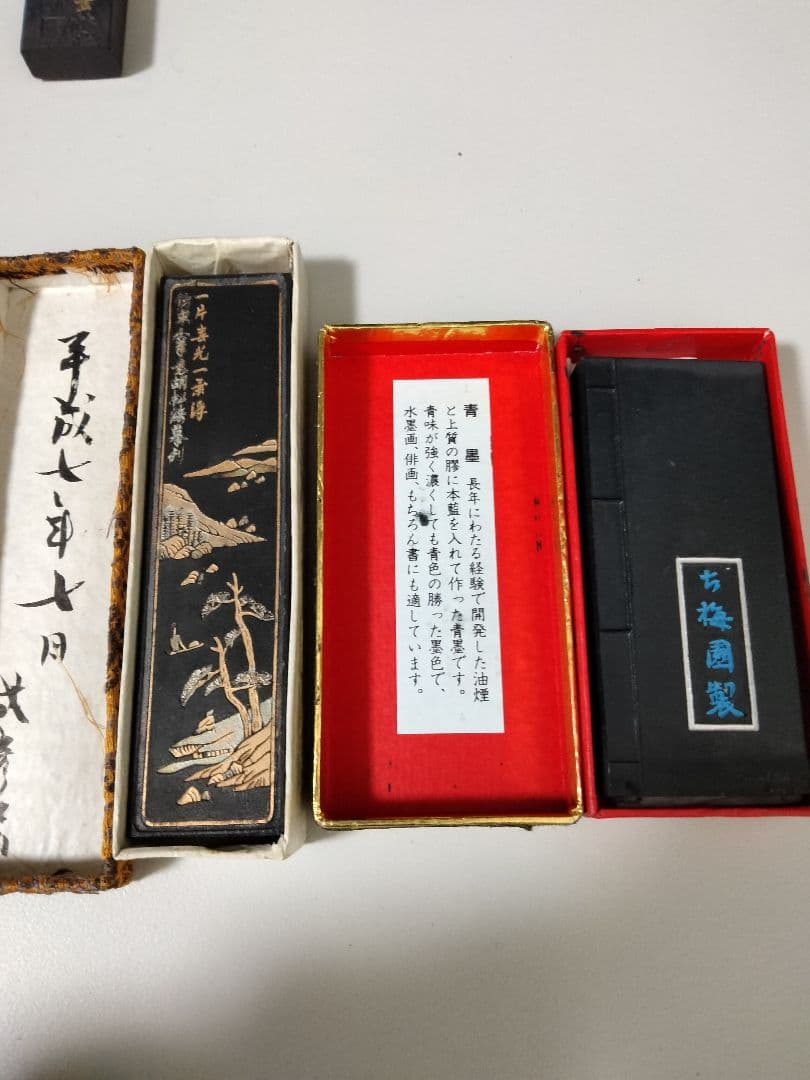 平成七年七月
一片春光一
青 墨 長年にわたる経験で開発した油煙
と上質の膠に本藍を入れて作った青墨です。
青味が強く濃くしても青色の勝った墨色で、
水墨画、俳画、もちろん書にも適しています。
古梅園製